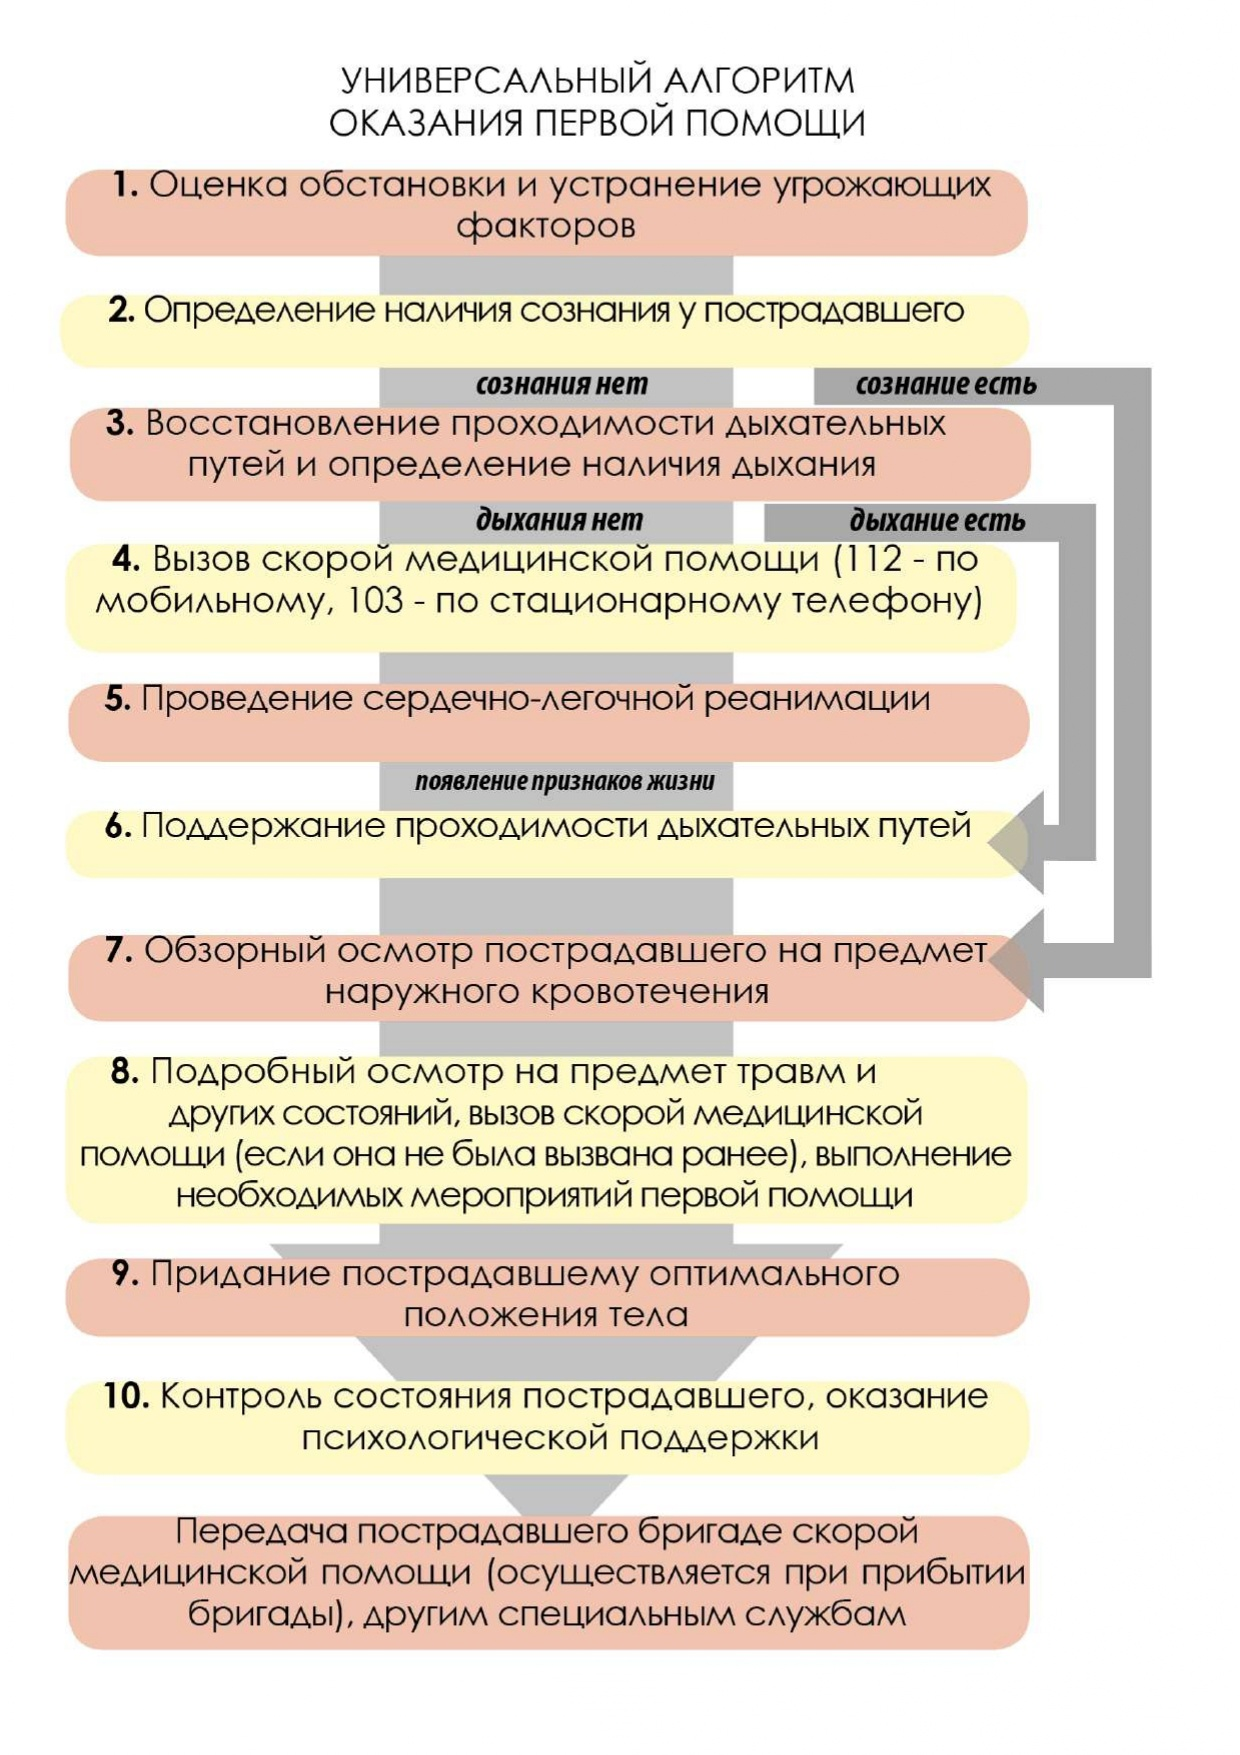 УНИВЕРСАЛЬНЫЙ АЛГОРИТМ
ОКАЗАНИЯ ПЕРВОЙ ПОМОЩИ
1. Оценка обстановки и устранение угрожающих
факторов
2. Определение наличия сознания у пострадавшего
сознания нет
сознание есть
3. Восстановление проходимости дыхательных
путей и определение наличия дыхания
дыхания нет
дыхание есть
4. Вызов скорой медицинской помощи (112 - по
мобильному, 103 - по стационарному телефону)
5. Проведение сердечно-легочной реанимации
появление признаков жизни
6. Поддержание проходимости дыхательных путей
7. Обзорный осмотр пострадавшего на предмет
наружного кровотечения
8. Подробный осмотр на предмет травм и
других состояний, вызов скорой медицинской
помощи (если она не была вызвана ранее), выполнение
необходимых мероприятий первой помощи
9. Придание пострадавшему оптимального
положения тела
10. Контроль состояния пострадавшего, оказание
психологической поддержки
Передача пострадавшего бригаде скорой
медицинской помощи (осуществляется при прибытии
бригады), другим специальным службам